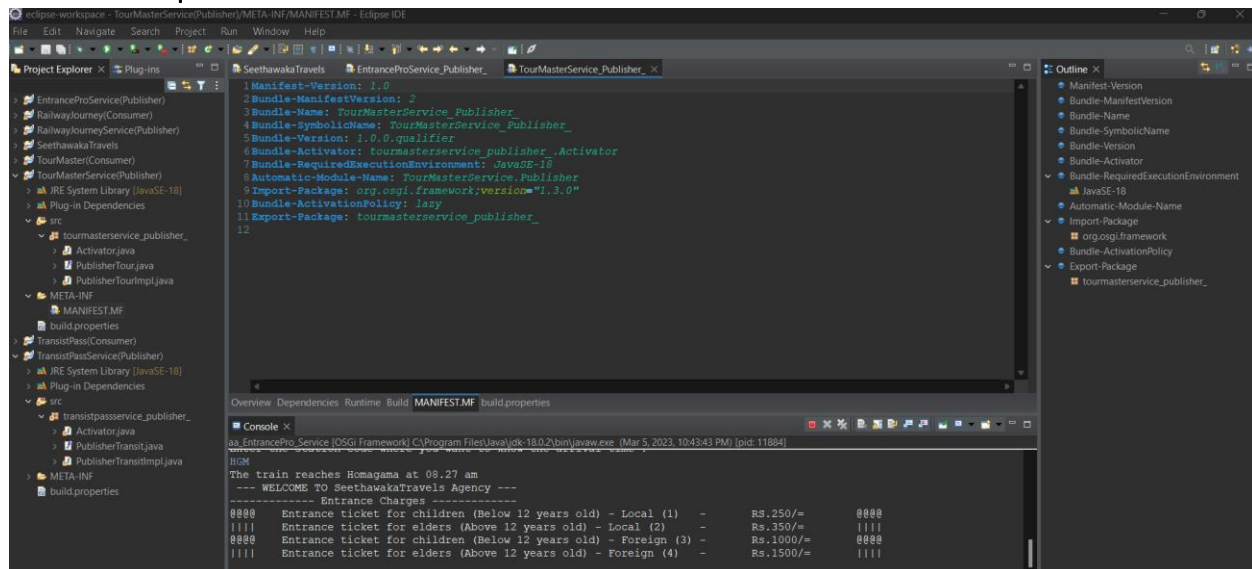 eclipse-workspace - TourMasterService(Publisher)/META-INF/MANIFEST.MF - Eclipse IDE
File Edit Navigate Search Project Run Window Help
Project Explorer × Plug-ins
EntranceProService(Publisher)
RailwayJourney(Consumer)
RailwayJourneyService(Publisher)
SeethawakaTravels
TourMaster(Consumer)
TourMasterService(Publisher)
JRE System Library [JavaSE-18]
Plug-in Dependencies
src
tourmasterservice_publisher_
Activator.java
PublisherTour.java
PublisherTourImpl.java
META-INF
MANIFEST.MF
build.properties
TransistPass(Consumer)
TransistPassService(Publisher)
JRE System Library [JavaSE-18]
Plug-in Dependencies
src
transistpassservice_publisher_
Activator.java
PublisherTransit.java
PublisherTransitImpl.java
META-INF
build.properties
SeethawakaTravels EntranceProService_Publisher_ TourMasterService_Publisher_ ×
1 Manifest-Version: 1.0
2 Bundle-ManifestVersion: 2
3 Bundle-Name: TourMasterService_Publisher_
4 Bundle-SymbolicName: TourMasterService_Publisher_
5 Bundle-Version: 1.0.0.qualifier
6 Bundle-Activator: tourmasterservice_publisher_.Activator
7 Bundle-RequiredExecutionEnvironment: JavaSE-18
8 Automatic-Module-Name: TourMasterService.Publisher
9 Import-Package: org.osgi.framework;version="1.3.0"
10 Bundle-ActivationPolicy: lazy
11 Export-Package: tourmasterservice_publisher_
12
Overview Dependencies Runtime Build MANIFEST.MF build.properties
Console ×
aa_EntrancePro_Service [OSGi Framework] C:\Program Files\Java\jdk-18.0.2\bin\javaw.exe (Mar 5, 2023, 10:43:43 PM) [pid: 11884]
Enter the Station Code where you want to know the arrival time :
HGM
The train reaches Homagama at 08.27 am
--- WELCOME TO SeethawakaTravels Agency ---
------------- Entrance Charges -------------
@@@@ Entrance ticket for children (Below 12 years old) - Local (1) - RS.250/= @@@@
|||| Entrance ticket for elders (Above 12 years old) - Local (2) - RS.350/= ||||
@@@@ Entrance ticket for children (Below 12 years old) - Foreign (3) - Rs.1000/= @@@@
|||| Entrance ticket for elders (Above 12 years old) - Foreign (4) - Rs.1500/= ||||
Outline ×
Manifest-Version
Bundle-ManifestVersion
Bundle-Name
Bundle-SymbolicName
Bundle-Version
Bundle-Activator
Bundle-RequiredExecutionEnvironment
JavaSE-18
Automatic-Module-Name
Import-Package
org.osgi.framework
Bundle-ActivationPolicy
Export-Package
tourmasterservice_publisher_